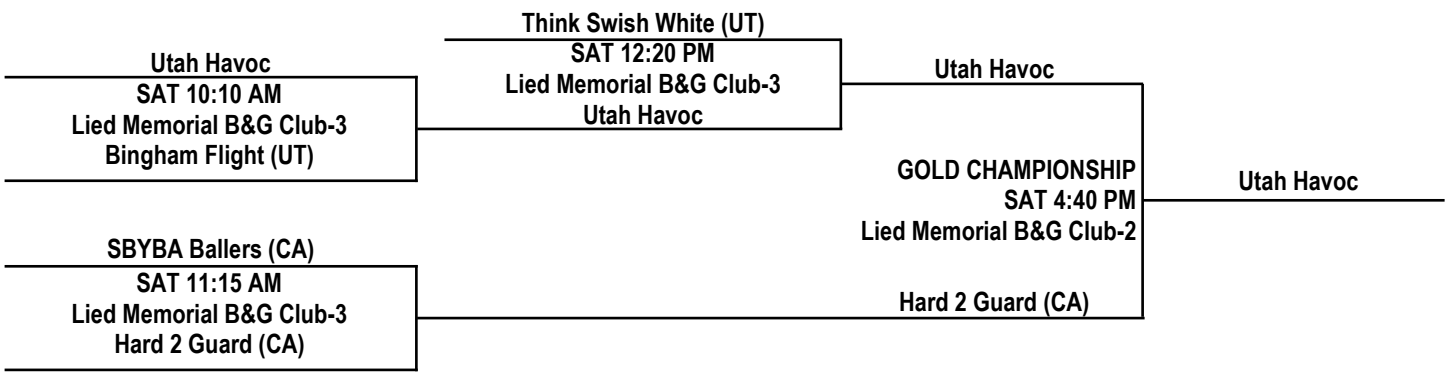 Think Swish White (UT)
SAT 12:20 PM
Lied Memorial B&G Club-3
Utah Havoc
Utah Havoc
SAT 10:10 AM
Lied Memorial B&G Club-3
Bingham Flight (UT)
Utah Havoc
GOLD CHAMPIONSHIP
SAT 4:40 PM
Lied Memorial B&G Club-2
Utah Havoc
SBYBA Ballers (CA)
SAT 11:15 AM
Lied Memorial B&G Club-3
Hard 2 Guard (CA)
Hard 2 Guard (CA)